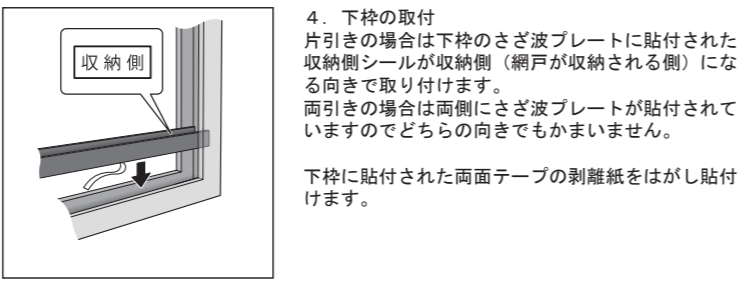 収納側
４．下枠の取付
片引きの場合は下枠のさざ波プレートに貼付された
収納側シールが収納側（網戸が収納される側）にな
る向きで取り付けます。
両引きの場合は両側にさざ波プレートが貼付されて
いますのでどちらの向きでもかまいません。
下枠に貼付された両面テープの剥離紙をはがし貼付
けます。